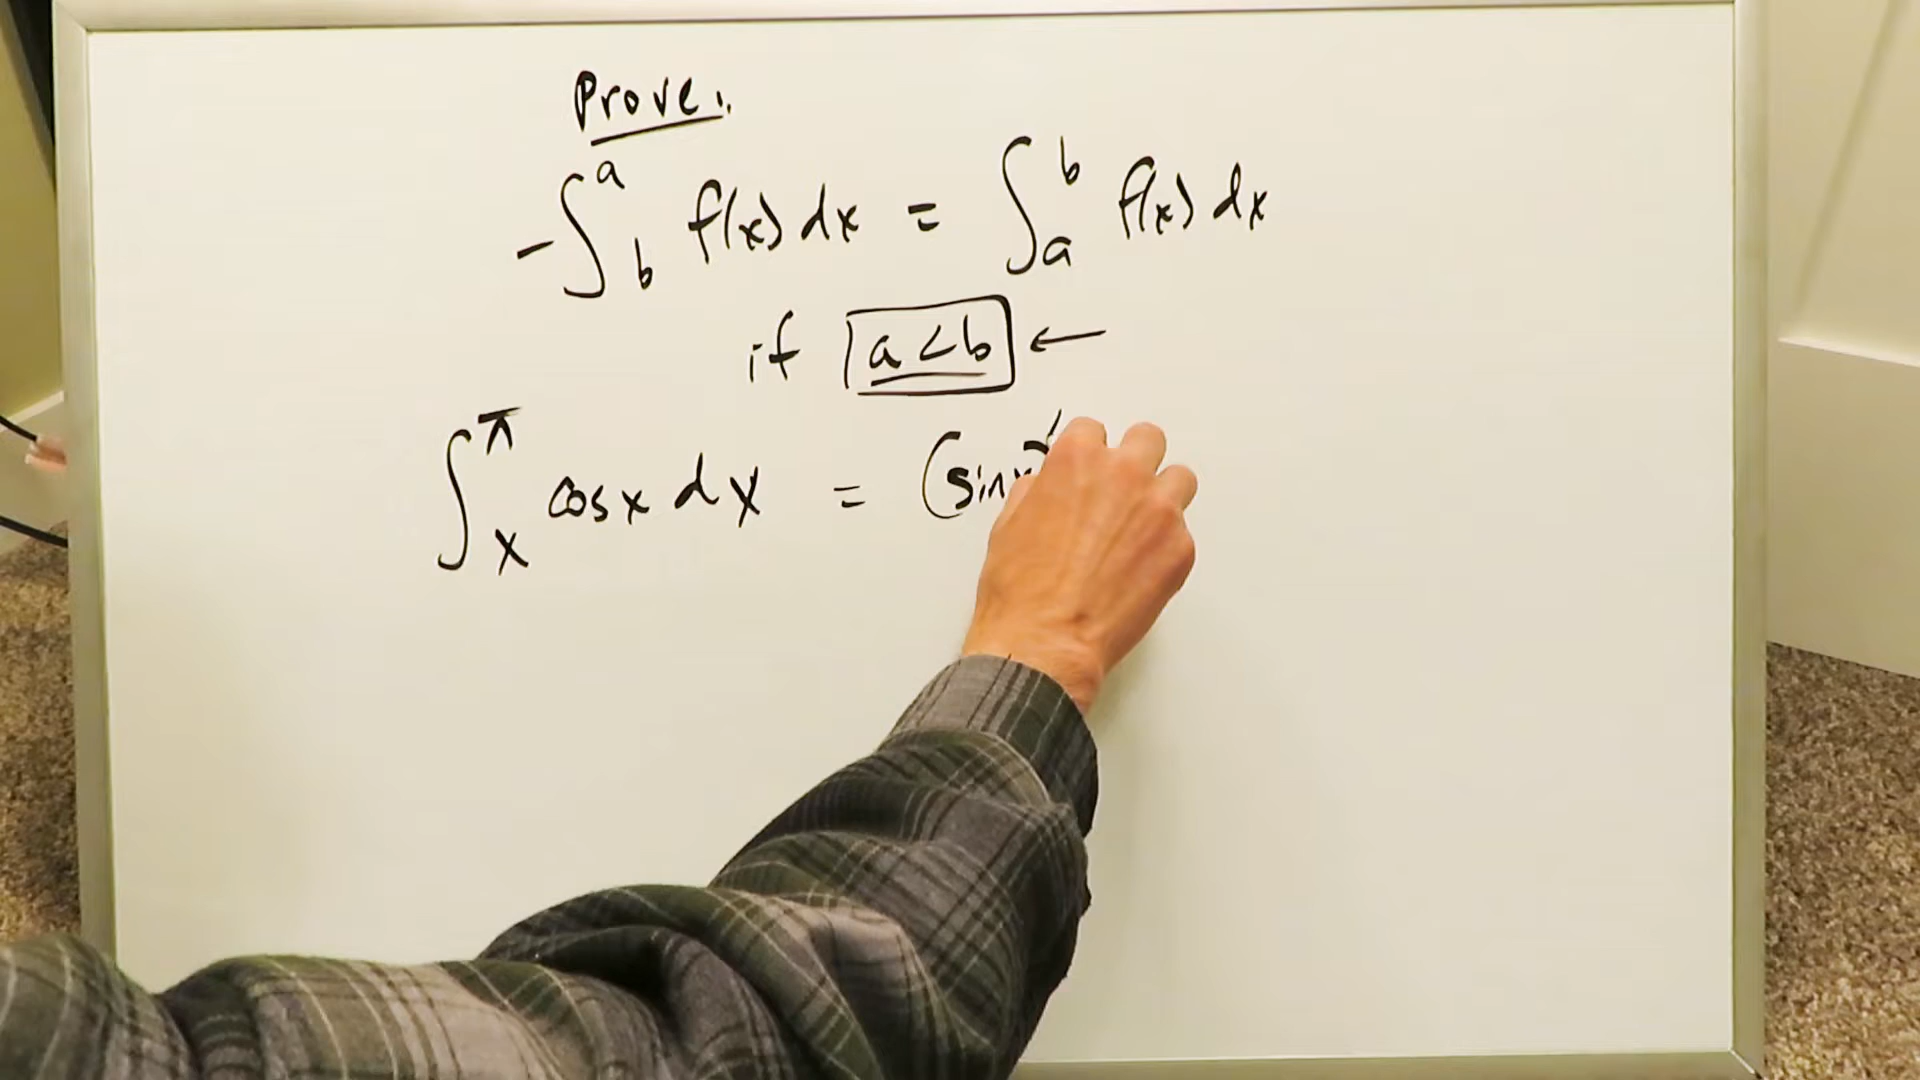 Prove:
-∫_b^a f(x) dx = ∫_a^b f(x) dx
if a < b ←
∫_x^π cos x dx = (sin x)